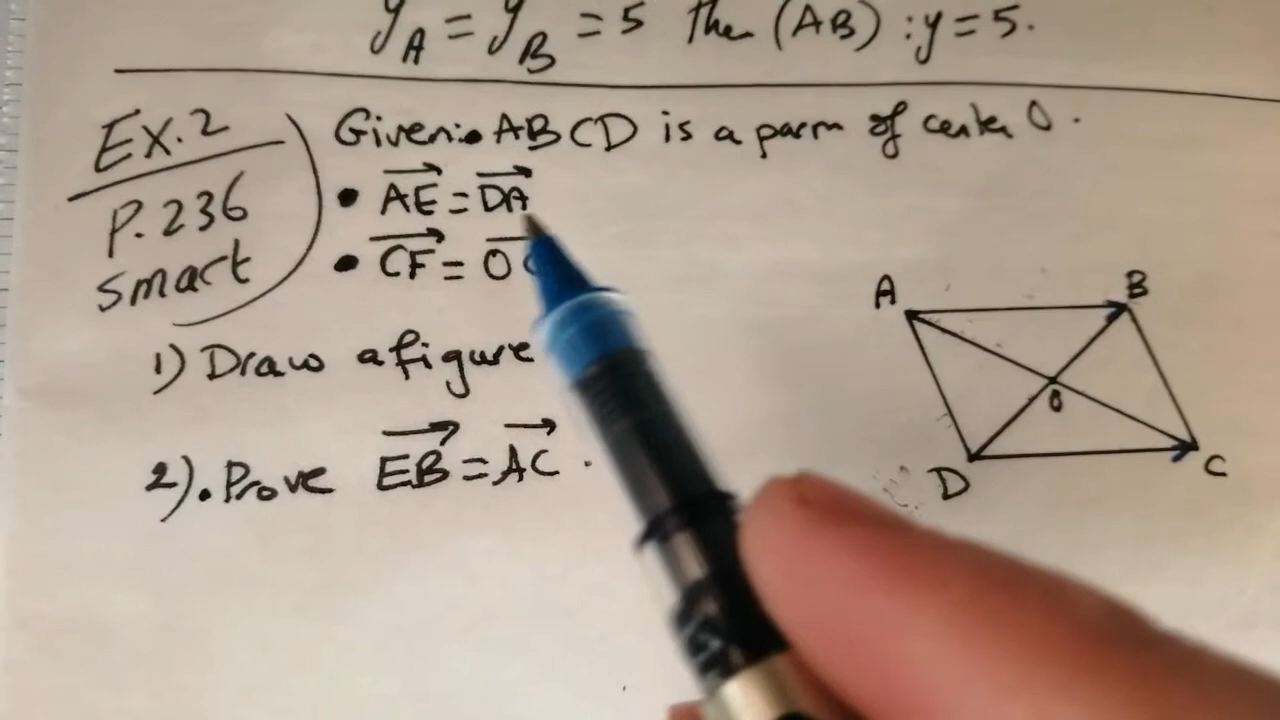 y_A = y_B = 5 then (AB) : y = 5.
Ex.2
P.236
smart
Given: ABCD is a parm of center O.
• AE = DA
• CF = O
1) Draw a figure
2). Prove EB = AC.
A
B
O
D
C